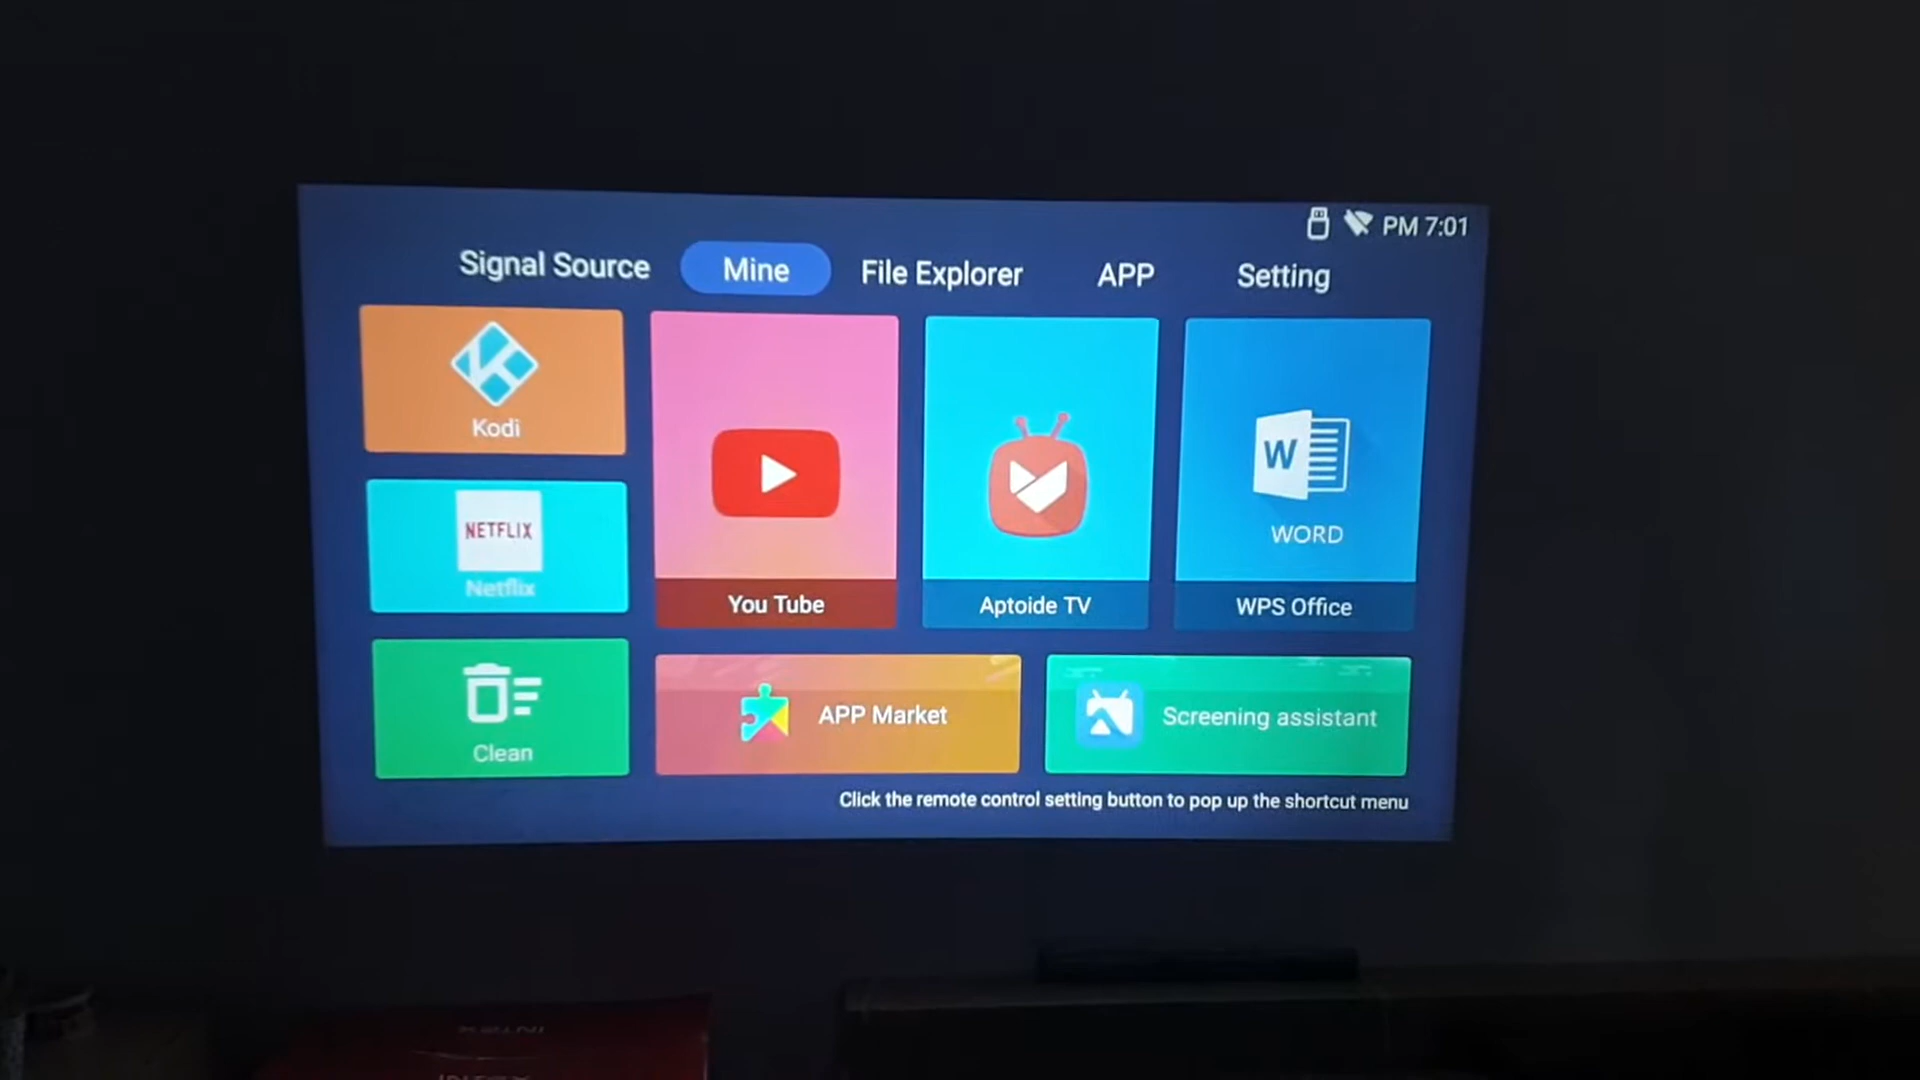 PM 7:01
Signal Source
Mine
File Explorer
APP
Setting
Kodi
NETFLIX
Netflix
Clean
You Tube
Aptoide TV
W
WORD
WPS Office
APP Market
Screening assistant
Click the remote control setting button to pop up the shortcut menu